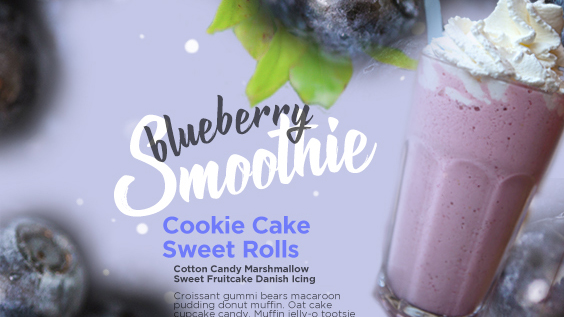 blueberry
Smoothie
Cookie Cake
Sweet Rolls
Cotton Candy Marshmallow
Sweet Fruitcake Danish Icing
Croissant gummi bears macaroon
pudding donut muffin. Oat cake
cupcake candy. Muffin jelly-o tootsie